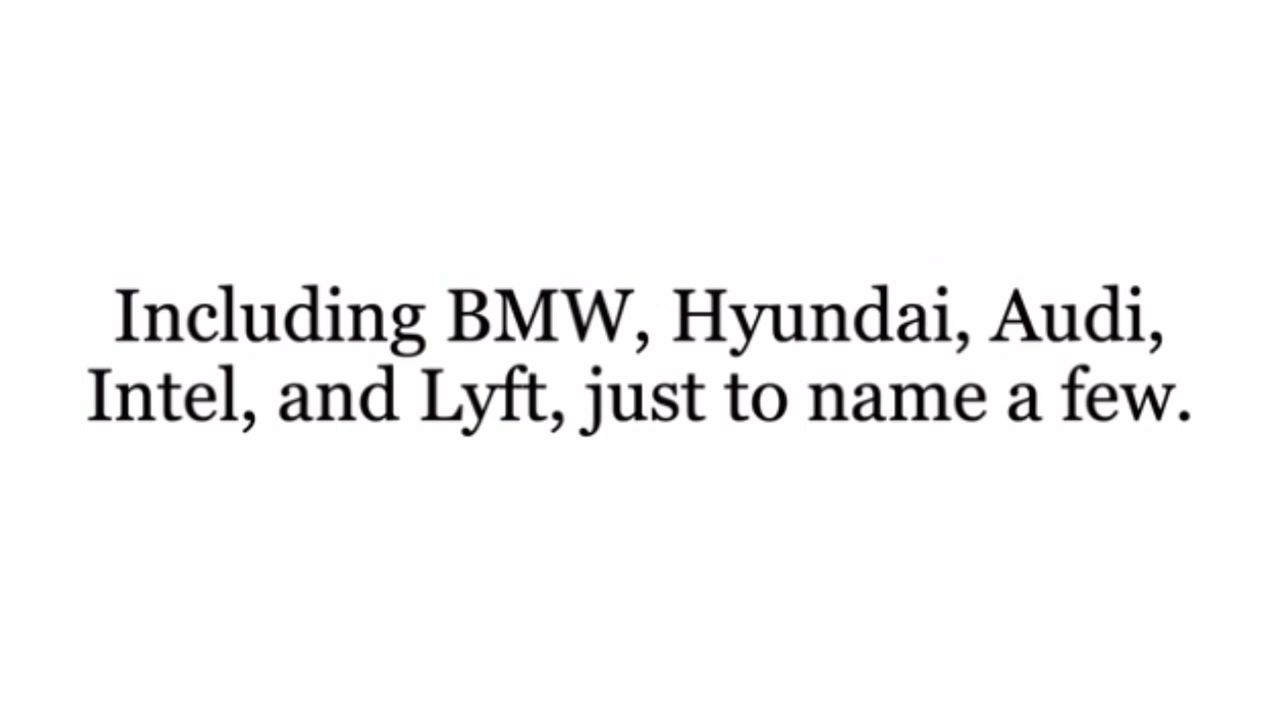 Including BMW, Hyundai, Audi,
Intel, and Lyft, just to name a few.